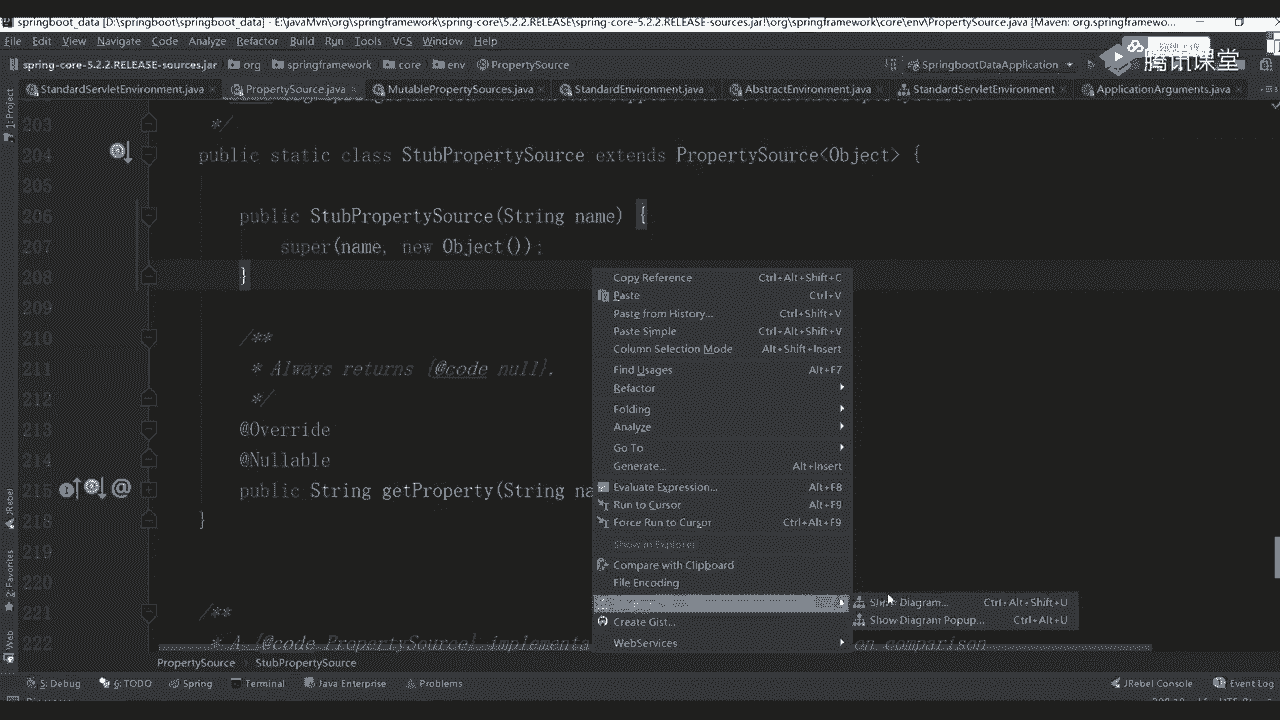 springboot_data [D:\springboot\springboot_data] - E:\javaMvn\org\springframework\spring-core\5.2.2.RELEASE\spring-core-5.2.2.RELEASE-sources.jar!\org\springframework\core\env\PropertySource.java [Maven: org.springframewo...
File Edit View Navigate Code Analyze Refactor Build Run Tools VCS Window Help
腾讯课堂
spring-core-5.2.2.RELEASE-sources.jar org springframework core PropertySource SpringbootDataApplication
StandardServletEnvironment.java PropertySource.java MutablePropertySources.java StandardEnvironment.java AbstractEnvironment.java StandardServletEnvironment ApplicationArguments.java
1: Project
203 */
204 public static class StubPropertySource extends PropertySource<Object> {
205
206 public StubPropertySource(String name) {
207 super(name, new Object());
208 }
209
210 /**
211 * Always returns {@code null}.
212 */
213 @Override
214 @Nullable
215 public String getProperty(String na
218 }
219
220
221 /**
222 * A {@code PropertySource} implementa on comparison
Copy Reference Ctrl+Alt+Shift+C
Paste Ctrl+V
Paste from History... Ctrl+Shift+V
Paste Simple Ctrl+Alt+Shift+V
Column Selection Mode Alt+Shift+Insert
Find Usages Alt+F7
Refactor
Folding
Analyze
Go To
Generate... Alt+Insert
Evaluate Expression... Alt+F8
Run to Cursor Alt+F9
Force Run to Cursor Ctrl+Alt+F9
Show in Explorer
Compare with Clipboard
File Encoding
Show Diagram... Ctrl+Alt+Shift+U
Show Diagram Popup... Ctrl+Alt+U
Create Gist...
WebServices
JRebel
2: Favorites
Web
PropertySource StubPropertySource
5: Debug 6: TODO Spring Terminal Java Enterprise Problems JRebel Console Event Log